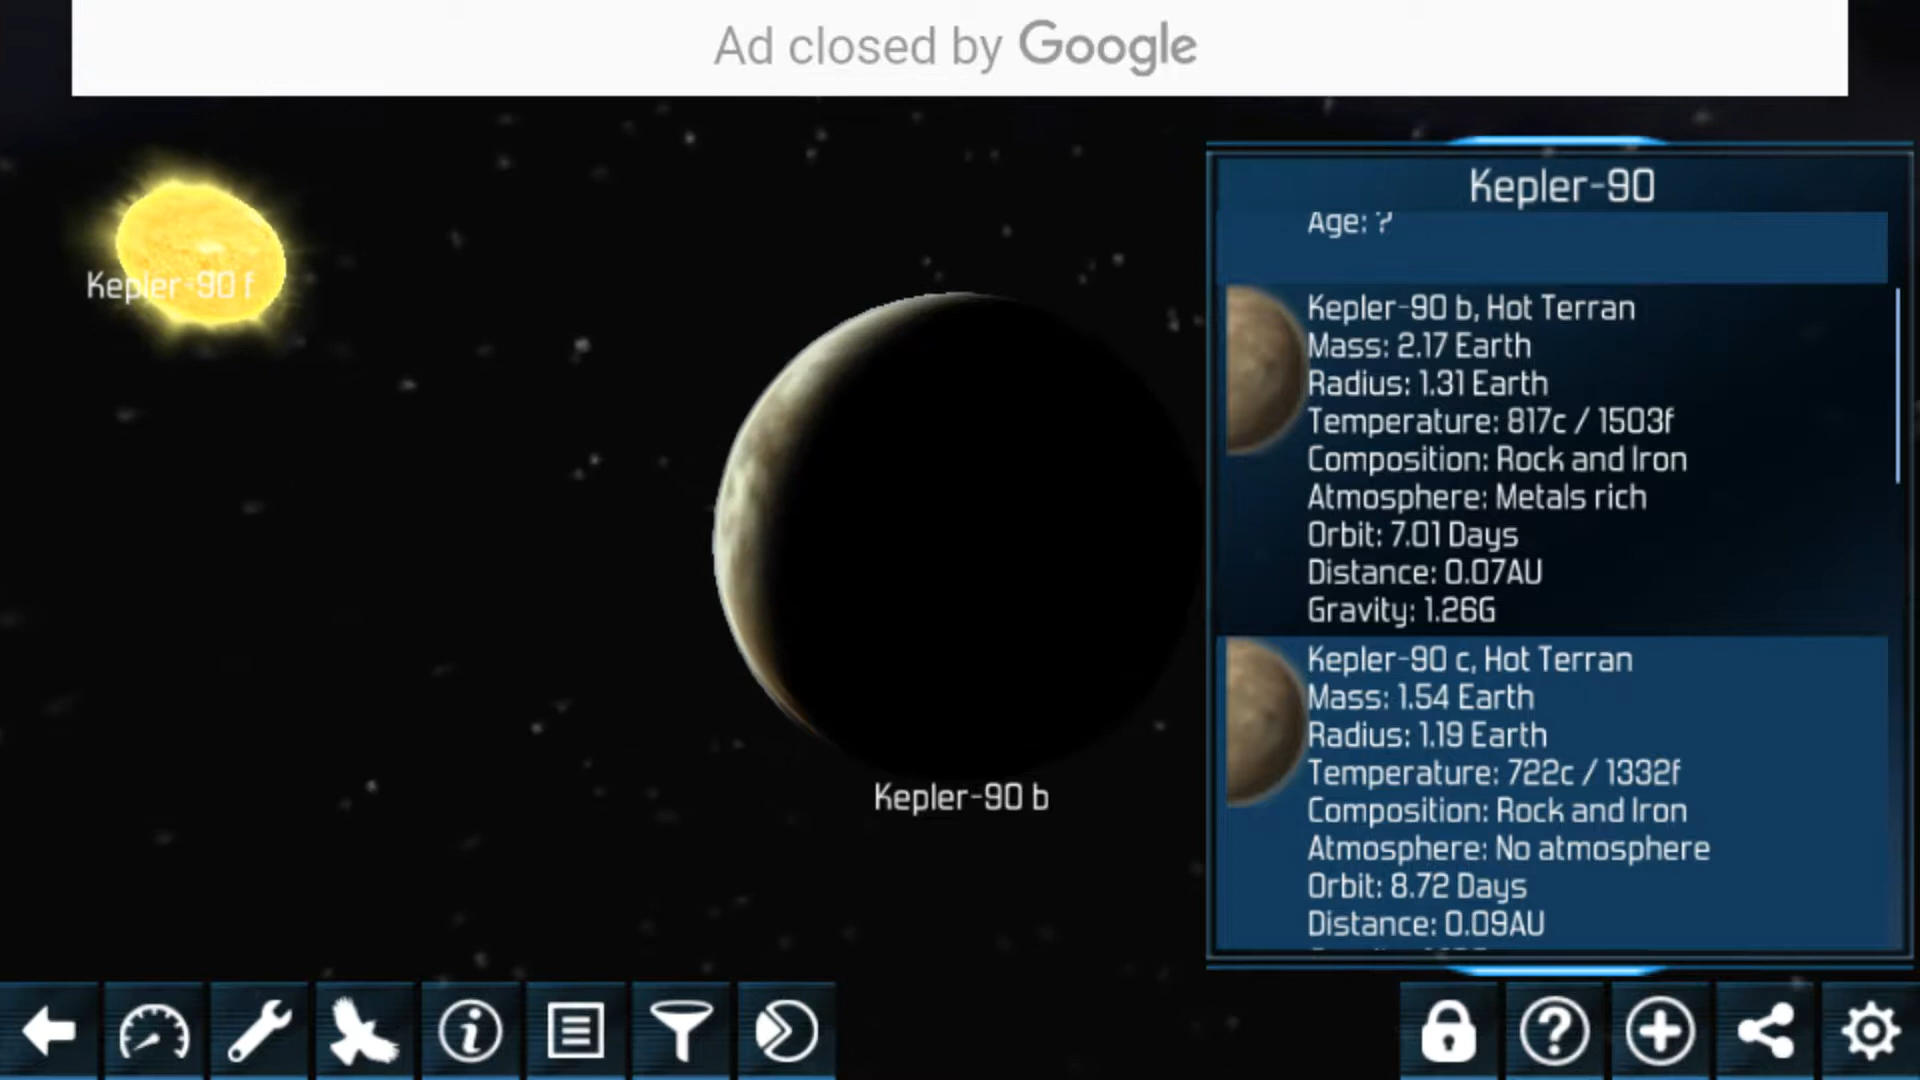 Ad closed by Google
Kepler-90 f
Kepler-90 b
Kepler-90
Age: ?
Kepler-90 b, Hot Terran
Mass: 2.17 Earth
Radius: 1.31 Earth
Temperature: 817c / 1503f
Composition: Rock and Iron
Atmosphere: Metals rich
Orbit: 7.01 Days
Distance: 0.07AU
Gravity: 1.26G
Kepler-90 c, Hot Terran
Mass: 1.54 Earth
Radius: 1.19 Earth
Temperature: 722c / 1332f
Composition: Rock and Iron
Atmosphere: No atmosphere
Orbit: 8.72 Days
Distance: 0.09AU